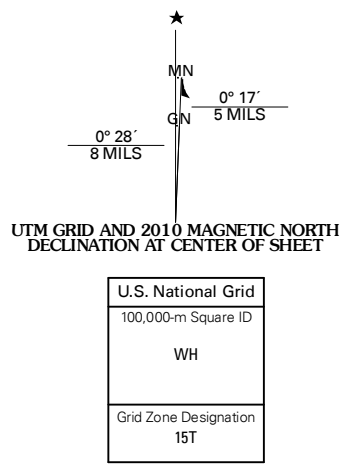 MN
0° 17´
GN
5 MILS
0° 28´
8 MILS
UTM GRID AND 2010 MAGNETIC NORTH
DECLINATION AT CENTER OF SHEET
U.S. National Grid
100,000-m Square ID
WH
Grid Zone Designation
15T